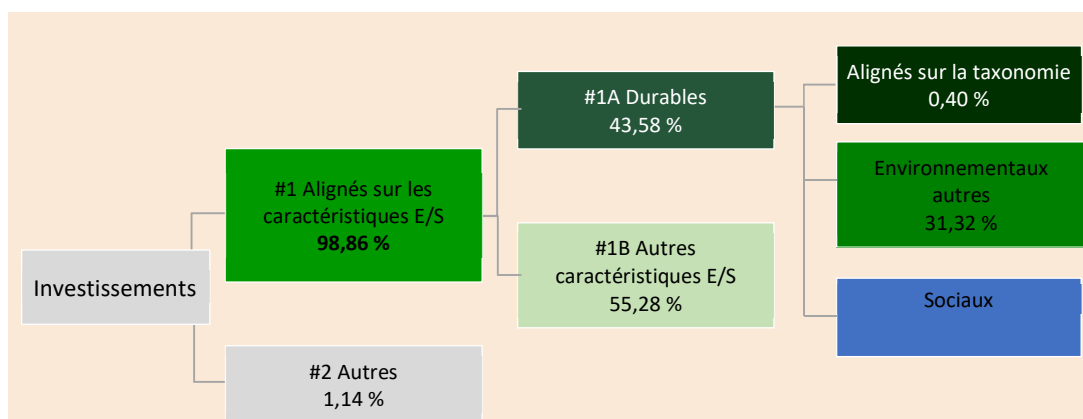 Investissements
#1 Alignés sur les
caractéristiques E/S
98,86 %
#2 Autres
1,14 %
#1A Durables
43,58 %
#1B Autres
caractéristiques E/S
55,28 %
Alignés sur la taxonomie
0,40 %
Environnementaux
autres
31,32 %
Sociaux